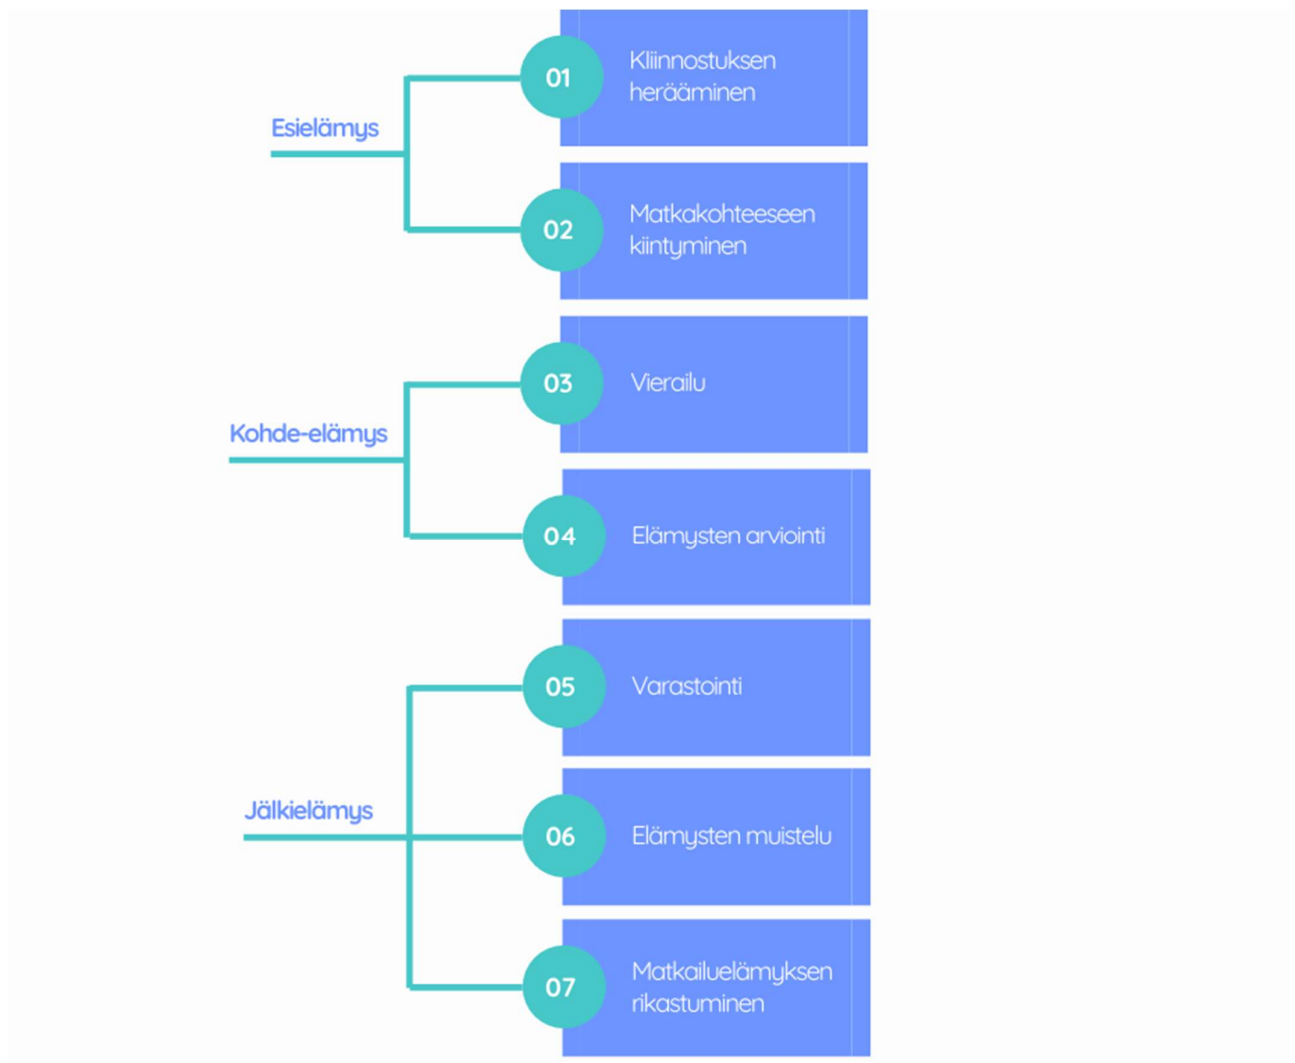 Esielämys
01
Kliinnostuksen
herääminen
02
Matkakohteeseen
kiintyminen
Kohde-elämys
03
Vierailu
04
Elämysten arviointi
Jälkielämys
05
Varastointi
06
Elämysten muistelu
07
Matkailuelämyksen
rikastuminen